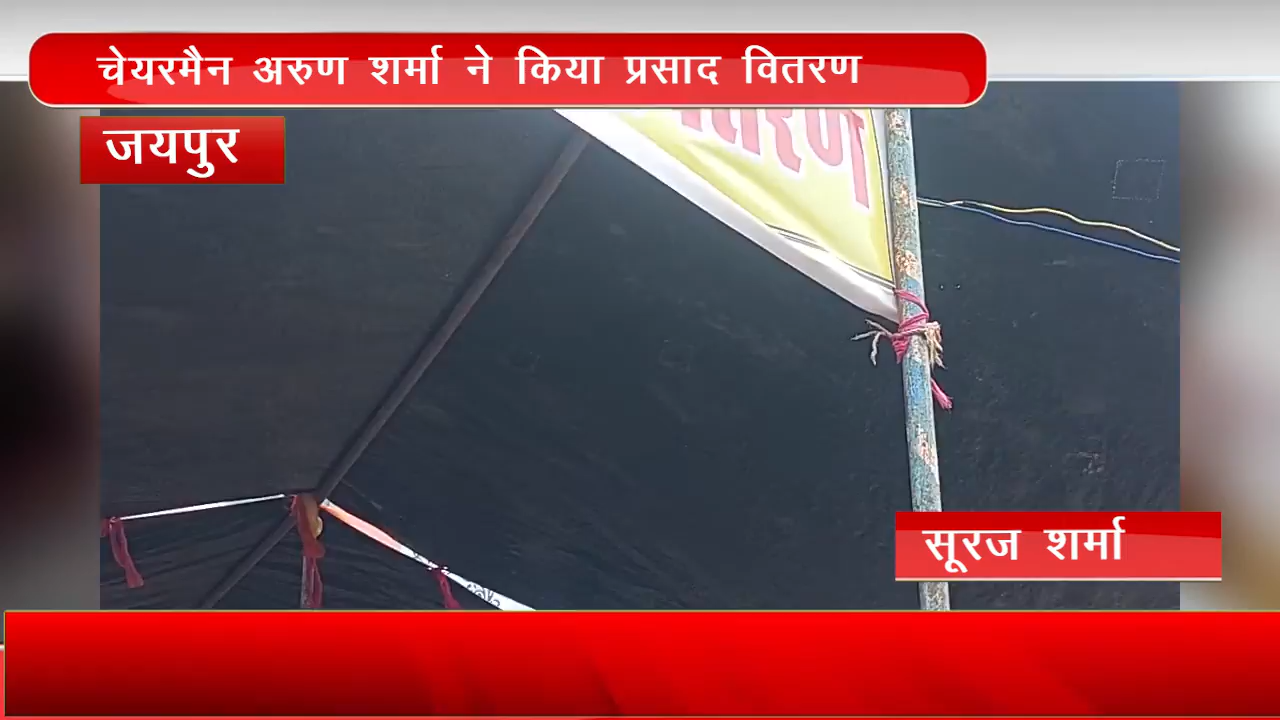 चेयरमैन अरुण शर्मा ने किया प्रसाद वितरण
जयपुर
सूरज शर्मा